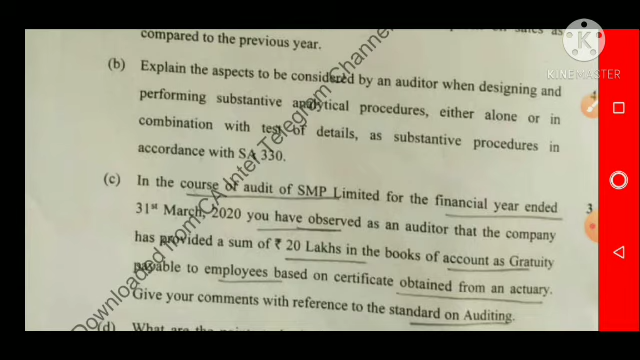 sales as
compared to the previous year.
(b) Explain the aspects to be considered by an auditor when designing and
performing substantive analytical procedures, either alone or in
combination with test of details, as substantive procedures in
accordance with SA 330.
(c) In the course of audit of SMP Limited for the financial year ended 3
31st March, 2020 you have observed as an auditor that the company
has provided a sum of ₹ 20 Lakhs in the books of account as Gratuity
payable to employees based on certificate obtained from an actuary.
Give your comments with reference to the standard on Auditing.
(d) What are the
Downloaded from CA Inter Telegram Channel
K
KINEMASTER